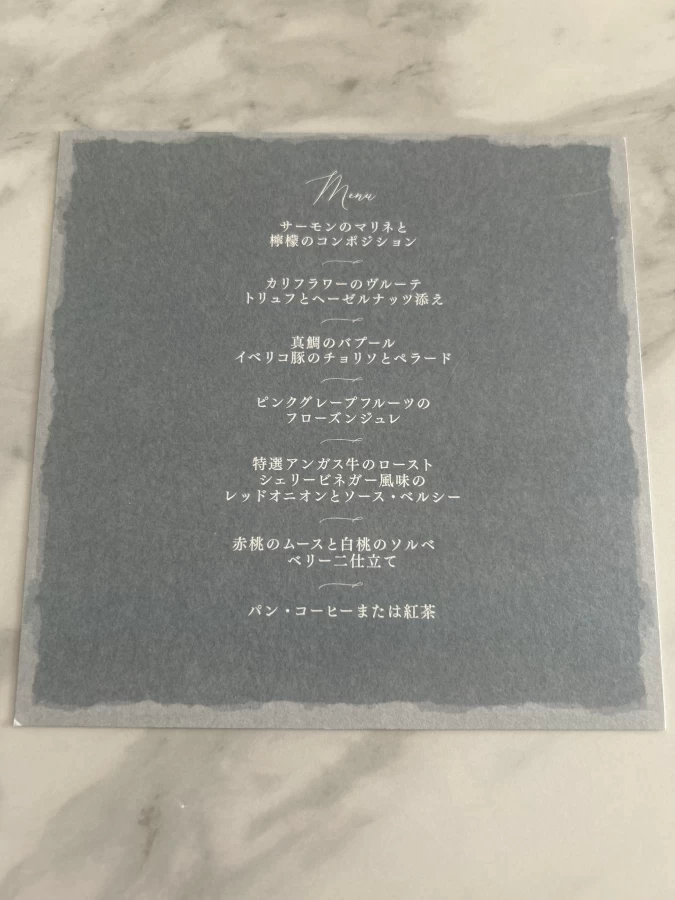 Menu
サーモンのマリネと
檸檬のコンポジション
カリフラワーのヴルーテ
トリュフとヘーゼルナッツ添え
真鯛のバプール
イベリコ豚のチョリソとペラード
ピンクグレープフルーツの
フローズンジュレ
特選アンガス牛のロースト
シェリービネガー風味の
レッドオニオンとソース・ベルシー
赤桃のムースと白桃のソルベ
ベリー二仕立て
パン・コーヒーまたは紅茶